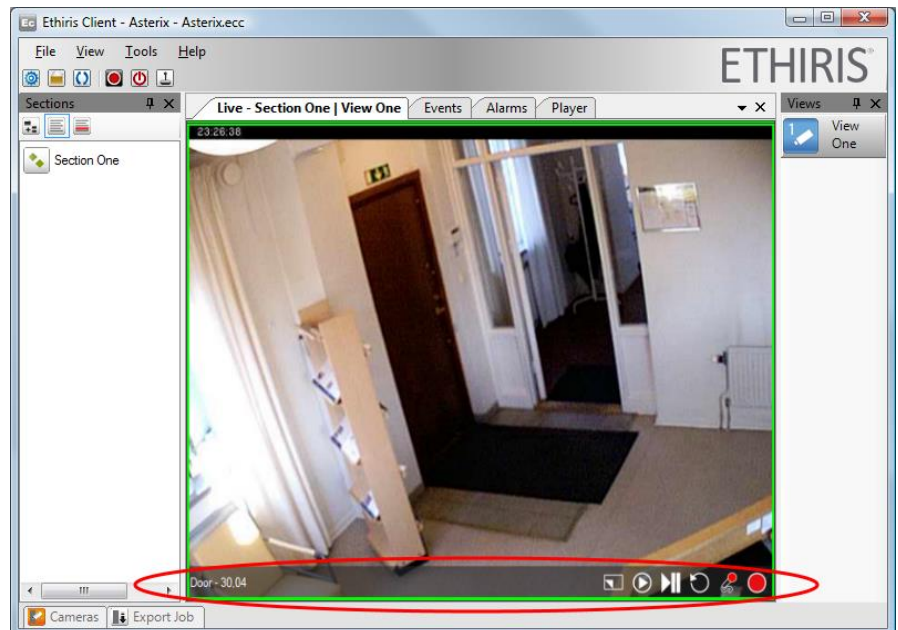 Ethiris Client - Asterix - Asterix.ecc
File View Tools Help
ETHIRIS®
Sections
Live - Section One | View One
Events
Alarms
Player
Views
23:26:38
Section One
1
View
One
Door - 30.04
Cameras
Export Job